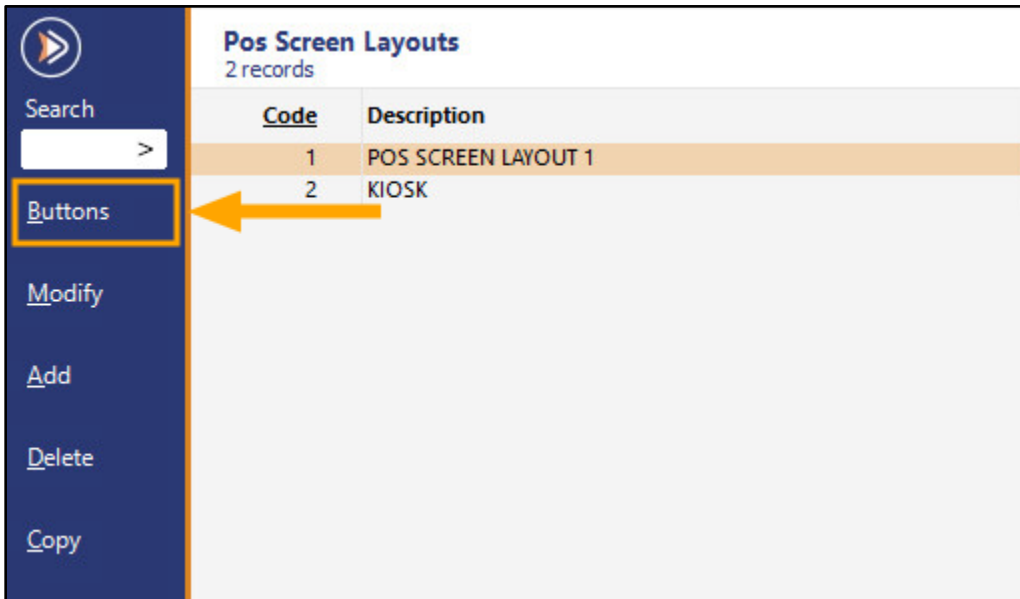 Search
>
Buttons
Modify
Add
Delete
Copy
Pos Screen Layouts
2 records
Code Description
1 POS SCREEN LAYOUT 1
2 KIOSK